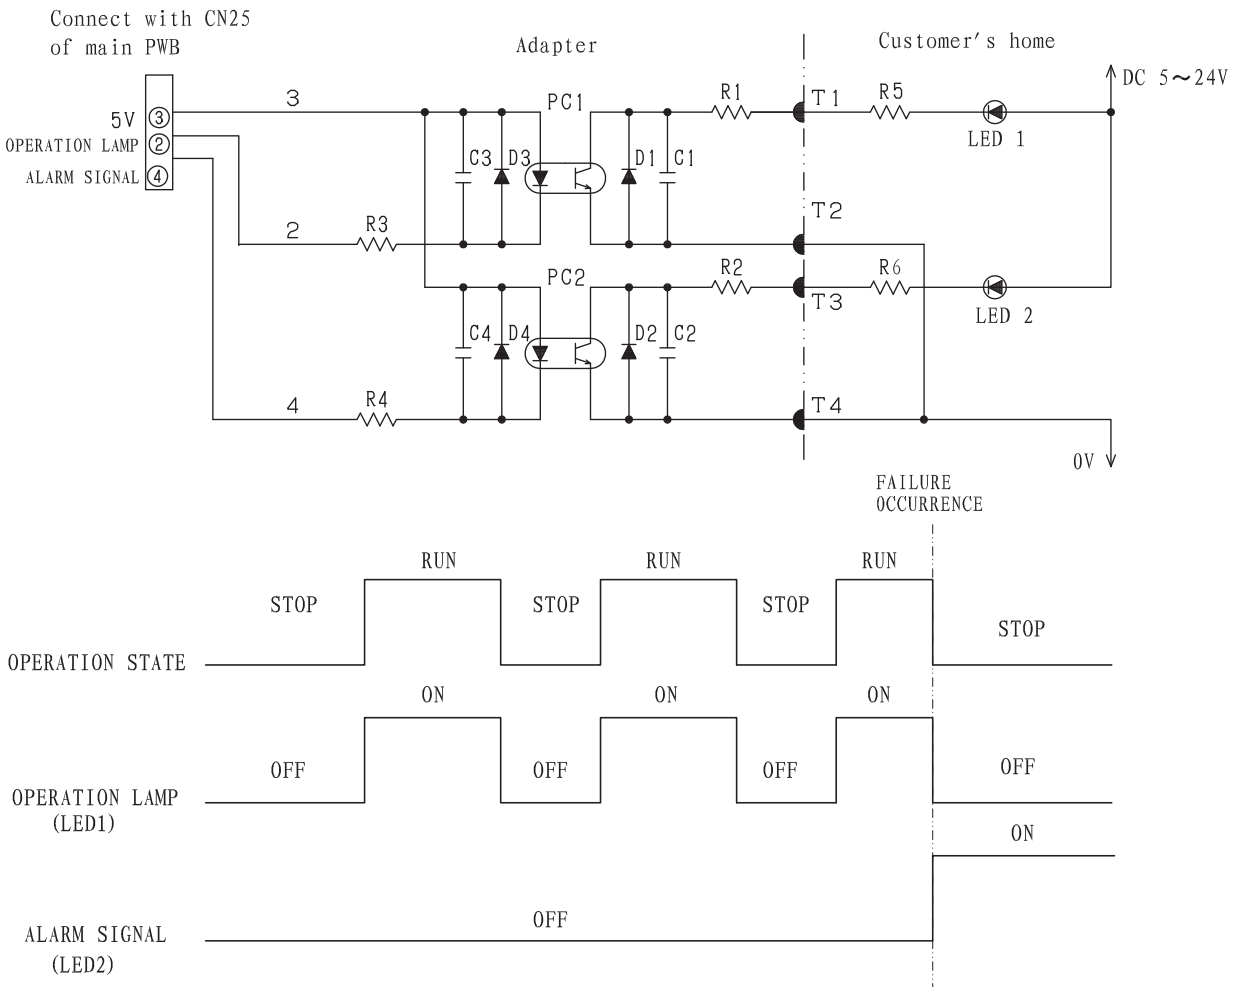 Connect with CN25
of main PWB
Adapter
Customer's home
DC 5～24V
3
PC1
R1
T1
R5
5V ③
OPERATION LAMP ②
ALARM SIGNAL ④
LED 1
C3
D3
D1
C1
2
R3
T2
PC2
R2
R6
T3
LED 2
C4
D4
D2
C2
4
R4
T4
0V
FAILURE
OCCURRENCE
RUN
RUN
RUN
STOP
STOP
STOP
STOP
OPERATION STATE
ON
ON
ON
OFF
OFF
OFF
OFF
OPERATION LAMP
(LED1)
ON
OFF
ALARM SIGNAL
(LED2)